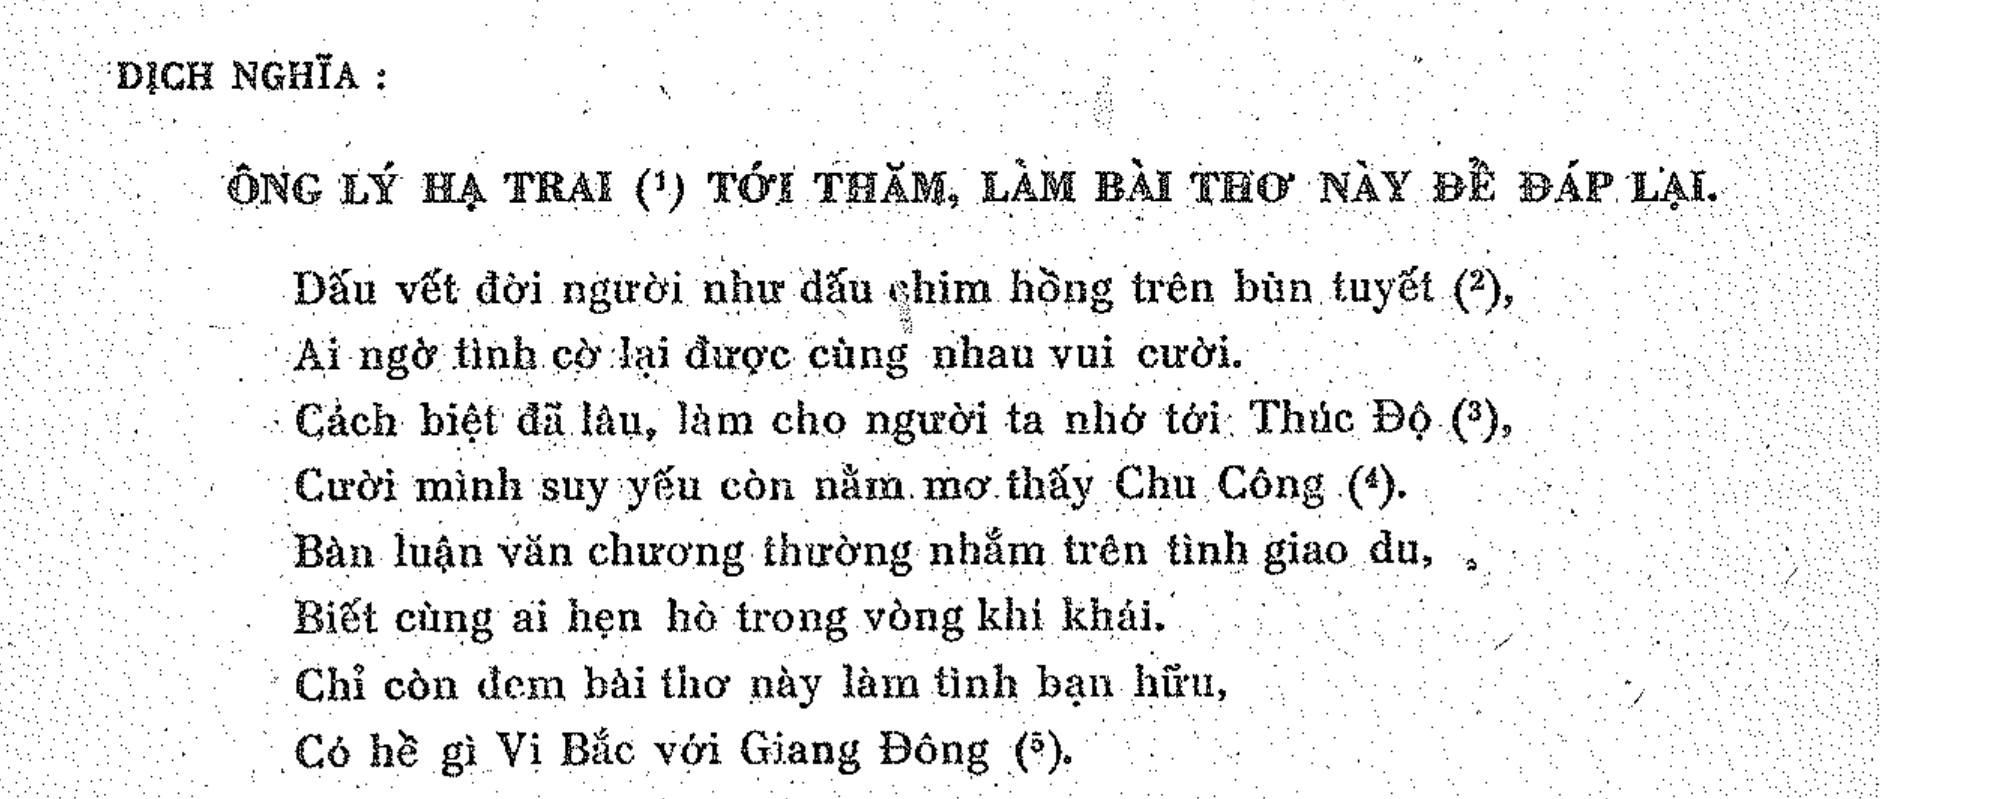 DỊCH NGHĨA :
ÔNG LÝ HẠ TRAI (¹) TỚI THĂM, LÀM BÀI THƠ NÀY ĐỀ ĐÁP LẠI.
Dấu vết đời người như dấu chim hồng trên bùn tuyết (²),
Ai ngờ tình cờ lại được cùng nhau vui cười.
Cách biệt đã lâu, làm cho người ta nhớ tới Thúc Độ (³),
Cười mình suy yếu còn nằm mơ thấy Chu Công (⁴).
Bàn luận văn chương thường nhắm trên tình giao du,
Biết cùng ai hẹn hò trong vòng khí khái.
Chỉ còn đem bài thơ này làm tình bạn hữu,
Có hề gì Vi Bắc với Giang Đông (⁵).